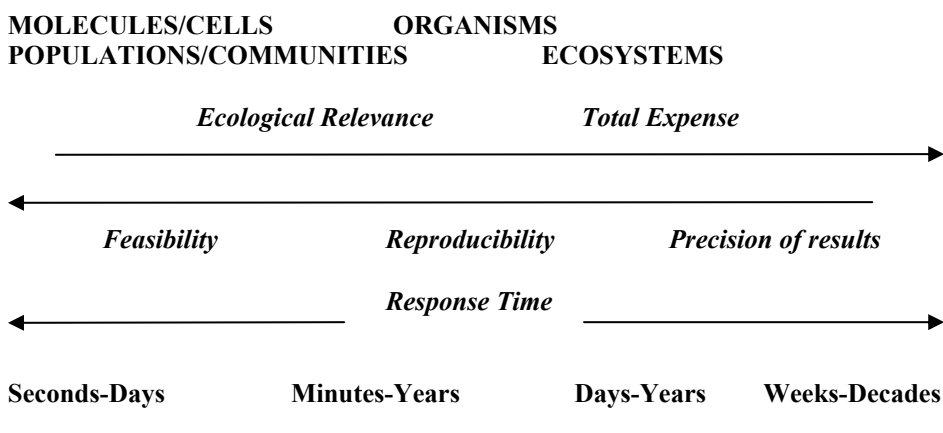 MOLECULES/CELLS ORGANISMS
POPULATIONS/COMMUNITIES ECOSYSTEMS
Ecological Relevance Total Expense
Feasibility Reproducibility Precision of results
Response Time
Seconds-Days Minutes-Years Days-Years Weeks-Decades